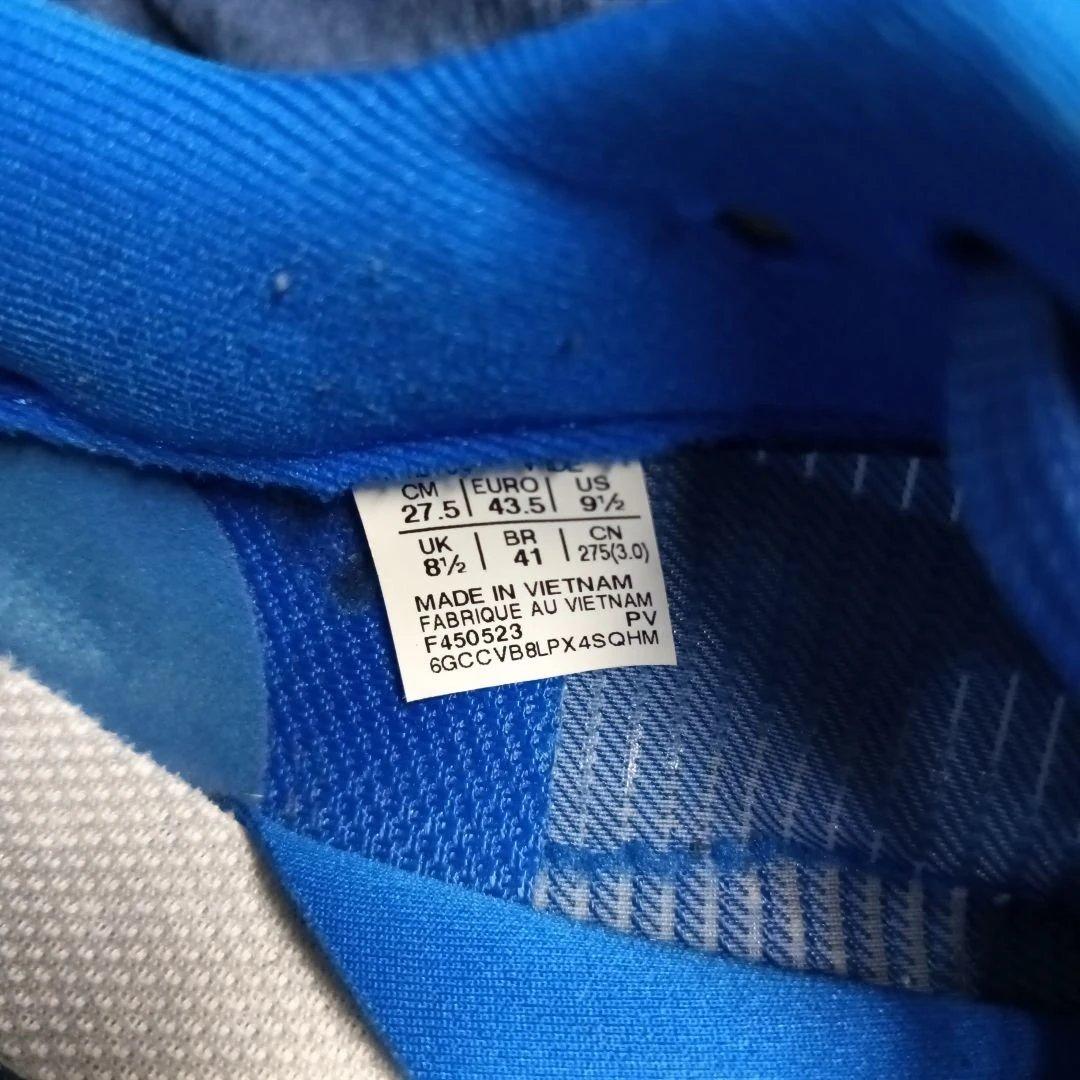 CM | EURO | US
27.5 | 43.5 | 9½
UK | BR | CN
8½ | 41 | 275(3.0)
MADE IN VIETNAM
FABRIQUE AU VIETNAM
F450523 PV
6GCCVB8LPX4SQHM